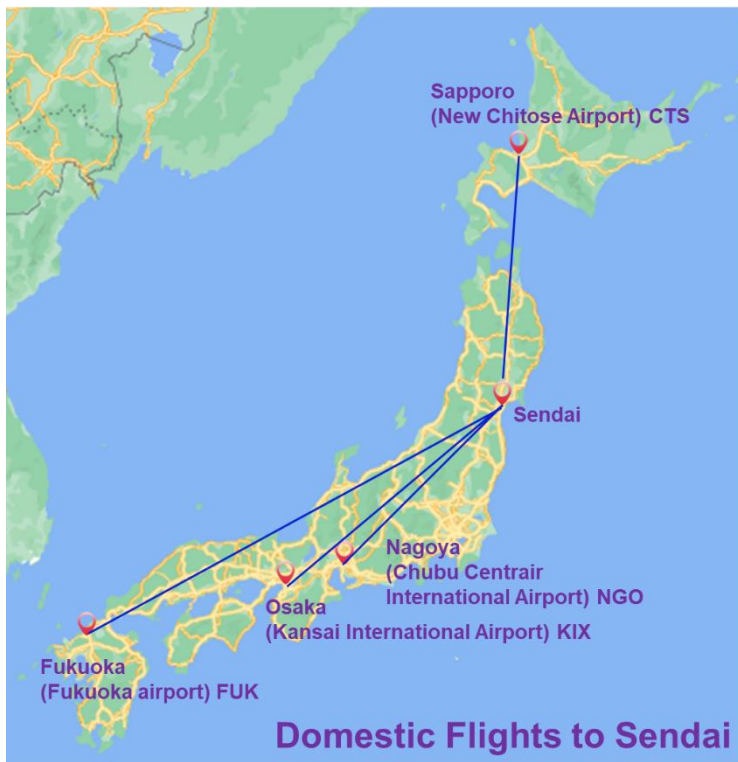 Sapporo
(New Chitose Airport) CTS
Sendai
Nagoya
(Chubu Centrair
International Airport) NGO
Osaka
(Kansai International Airport) KIX
Fukuoka
(Fukuoka airport) FUK
Domestic Flights to Sendai